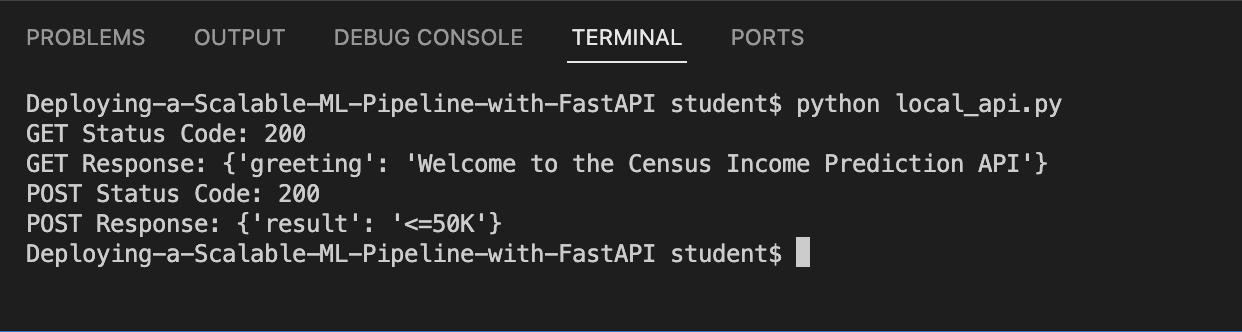 PROBLEMS OUTPUT DEBUG CONSOLE TERMINAL PORTS
Deploying-a-Scalable-ML-Pipeline-with-FastAPI student$ python local_api.py
GET Status Code: 200
GET Response: {'greeting': 'Welcome to the Census Income Prediction API'}
POST Status Code: 200
POST Response: {'result': '<=50K'}
Deploying-a-Scalable-ML-Pipeline-with-FastAPI student$